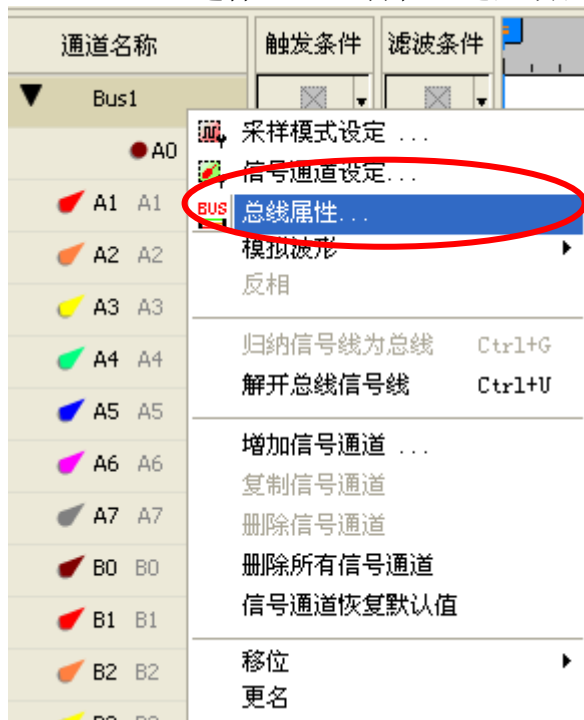 通道名称 触发条件 滤波条件
Bus1
A0
A1 A1
A2 A2
A3 A3
A4 A4
A5 A5
A6 A6
A7 A7
B0 B0
B1 B1
B2 B2
采样模式设定 ...
信号通道设定...
BUS 总线属性...
模拟波形
反相
归纳信号线为总线 Ctrl+G
解开总线信号线 Ctrl+U
增加信号通道 ...
复制信号通道
删除信号通道
删除所有信号通道
信号通道恢复默认值
移位
更名